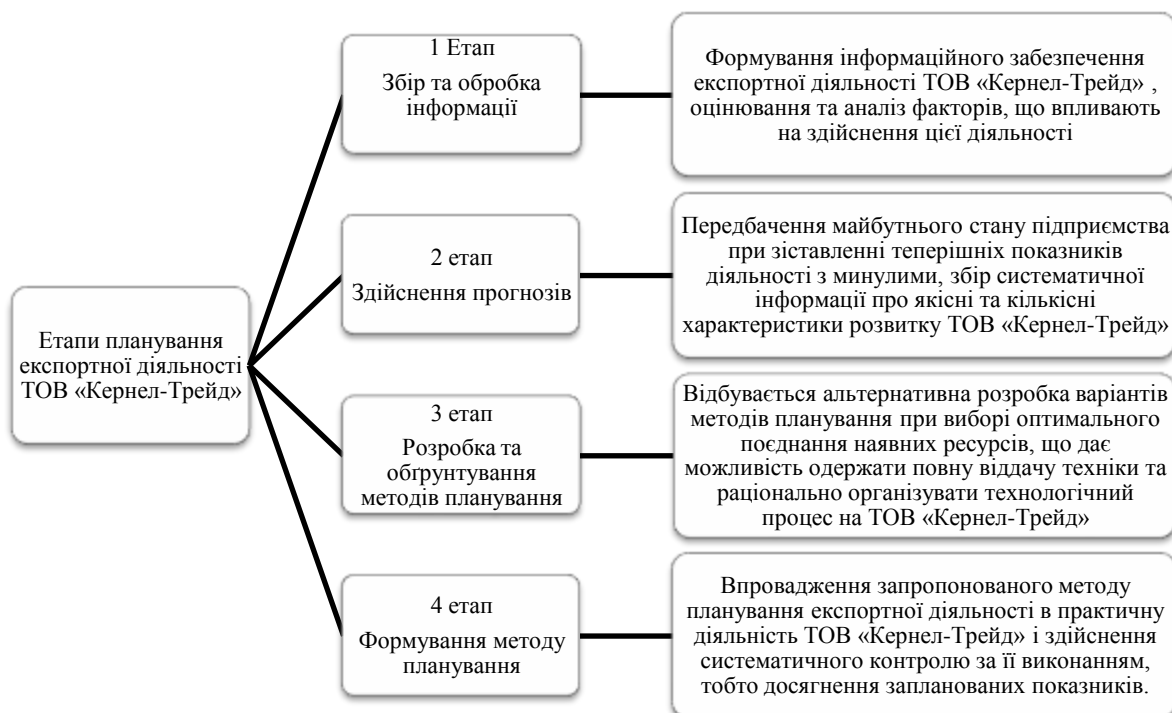 Етапи планування
експортної діяльності
ТОВ «Кернел-Трейд»
1 Етап
Збір та обробка
інформації
Формування інформаційного забезпечення
експортної діяльності ТОВ «Кернел-Трейд» ,
оцінювання та аналіз факторів, що впливають
на здійснення цієї діяльності
2 етап
Здійснення прогнозів
Передбачення майбутнього стану підприємства
при зіставленні теперішніх показників
діяльності з минулими, збір систематичної
інформації про якісні та кількісні
характеристики розвитку ТОВ «Кернел-Трейд»
3 етап
Розробка та
обґрунтування
методів планування
Відбувається альтернативна розробка варіантів
методів планування при виборі оптимального
поєднання наявних ресурсів, що дає
можливість одержати повну віддачу техніки та
раціонально організувати технологічний
процес на ТОВ «Кернел-Трейд»
4 етап
Формування методу
планування
Впровадження запропонованого методу
планування експортної діяльності в практичну
діяльність ТОВ «Кернел-Трейд» і здійснення
систематичного контролю за її виконанням,
тобто досягнення запланованих показників.